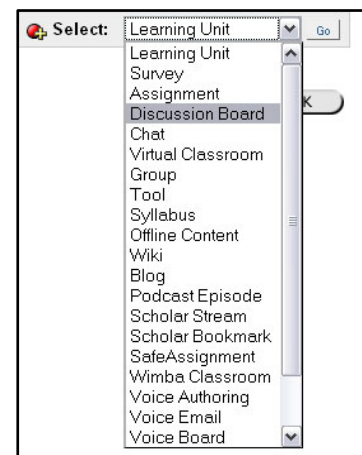 Select: Learning Unit Go
Learning Unit
Survey
Assignment
Discussion Board
Chat
Virtual Classroom
Group
Tool
Syllabus
Offline Content
Wiki
Blog
Podcast Episode
Scholar Stream
Scholar Bookmark
SafeAssignment
Wimba Classroom
Voice Authoring
Voice Email
Voice Board